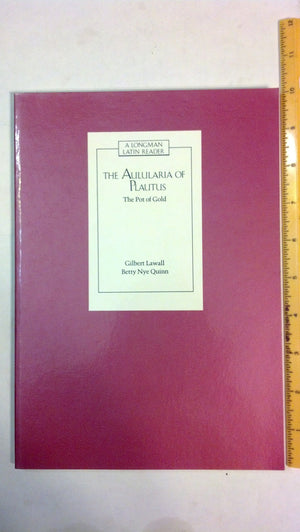 A LONGMAN
LATIN READER
THE AULULARIA OF
PLAUTUS
The Pot of Gold
Gilbert Lawall
Betty Nye Quinn